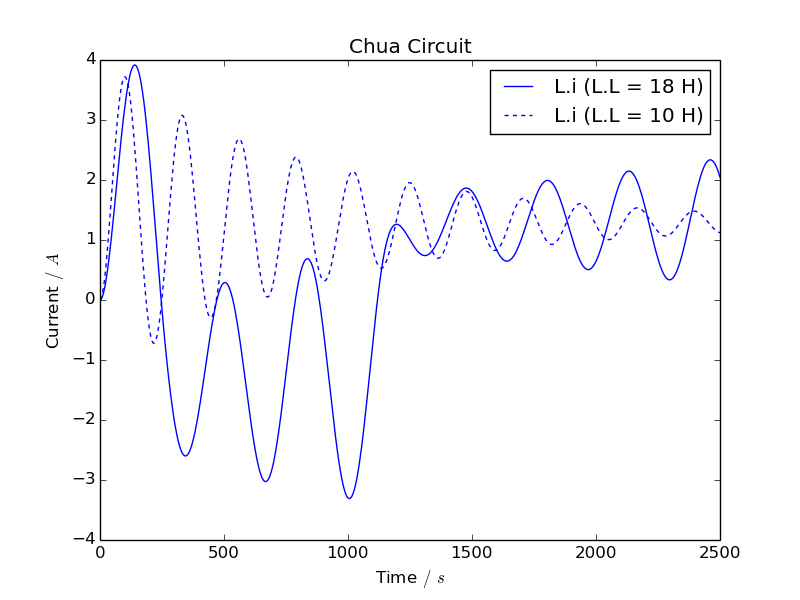 Chua Circuit
L.i (L.L = 18 H)
L.i (L.L = 10 H)
Current / A
4
3
2
1
0
−1
−2
−3
−4
0 500 1000 1500 2000 2500
Time / s